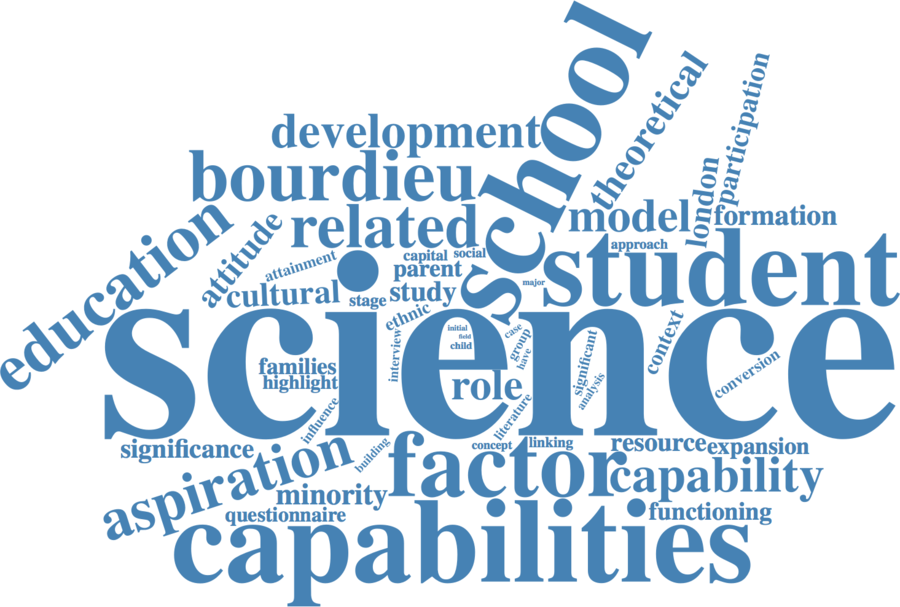 school
theoretical
participation
development
bourdieu
london
education
attitude
related
model
formation
approach
student
attainment
capital
social
parent
cultural
stage
study
major
science
ethnic
initial
field
child
case
group
have
interview
significant
analysis
context
conversion
families
highlight
role
influence
literature
significance
building
concept
linking
resource
expansion
aspiration
factor
capability
minority
questionnaire
functioning
capabilities